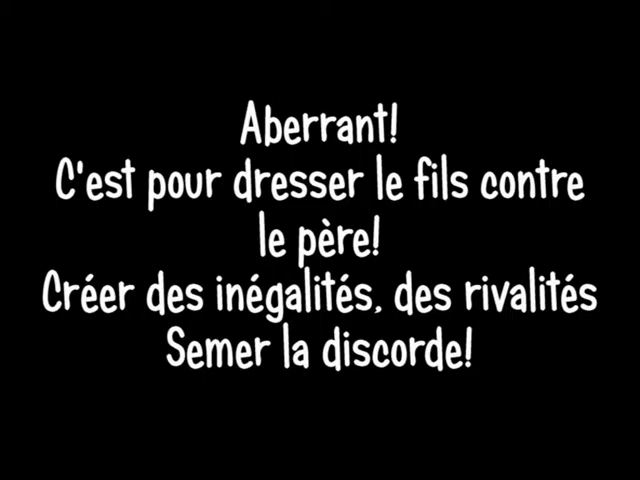 Aberrant!
C'est pour dresser le fils contre
le père!
Créer des inégalités, des rivalités
Semer la discorde!